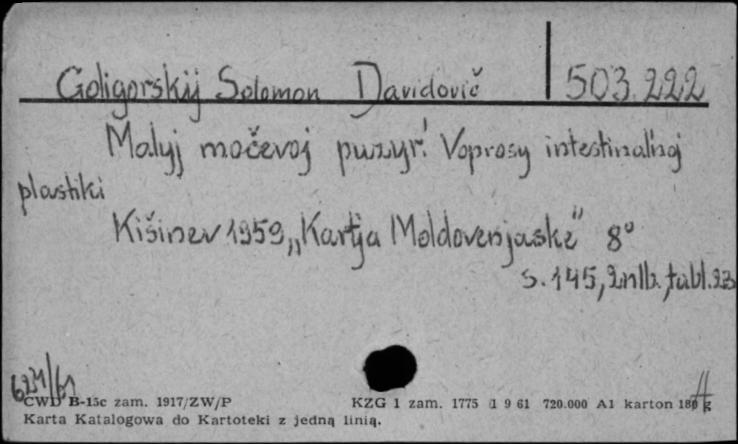 Goligorskij Solomon Davidovič 503.222
Malyj močevoj puzyr! Voprosy intestinal'noj
plastiki
Kišinev 1959 „Kartja Moldovenjaske" 8°
s. 145, 2nlb., tabl. 23
CWD B-15c zam. 1917/ZW/P KZG 1 zam. 1775 1 9 61 720.000 A1 karton 180 g
Karta Katalogowa do Kartoteki z jedną linią.